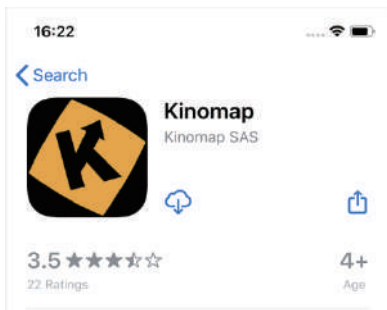 16:22
Search
Kinomap
Kinomap SAS
3.5 ★★★⯪☆
4+
22 Ratings
Age